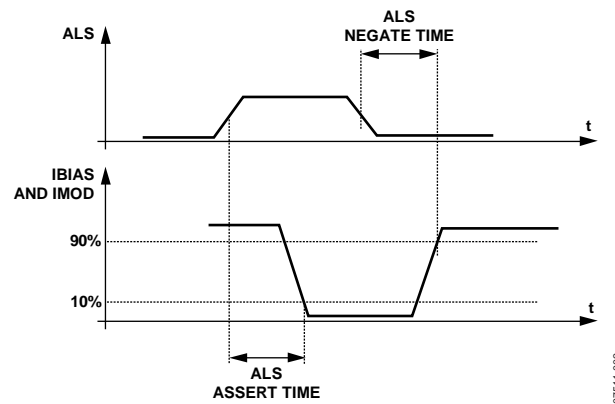 ALS
ALS
NEGATE TIME
t
IBIAS
AND IMOD
90%
10%
t
ALS
ASSERT TIME